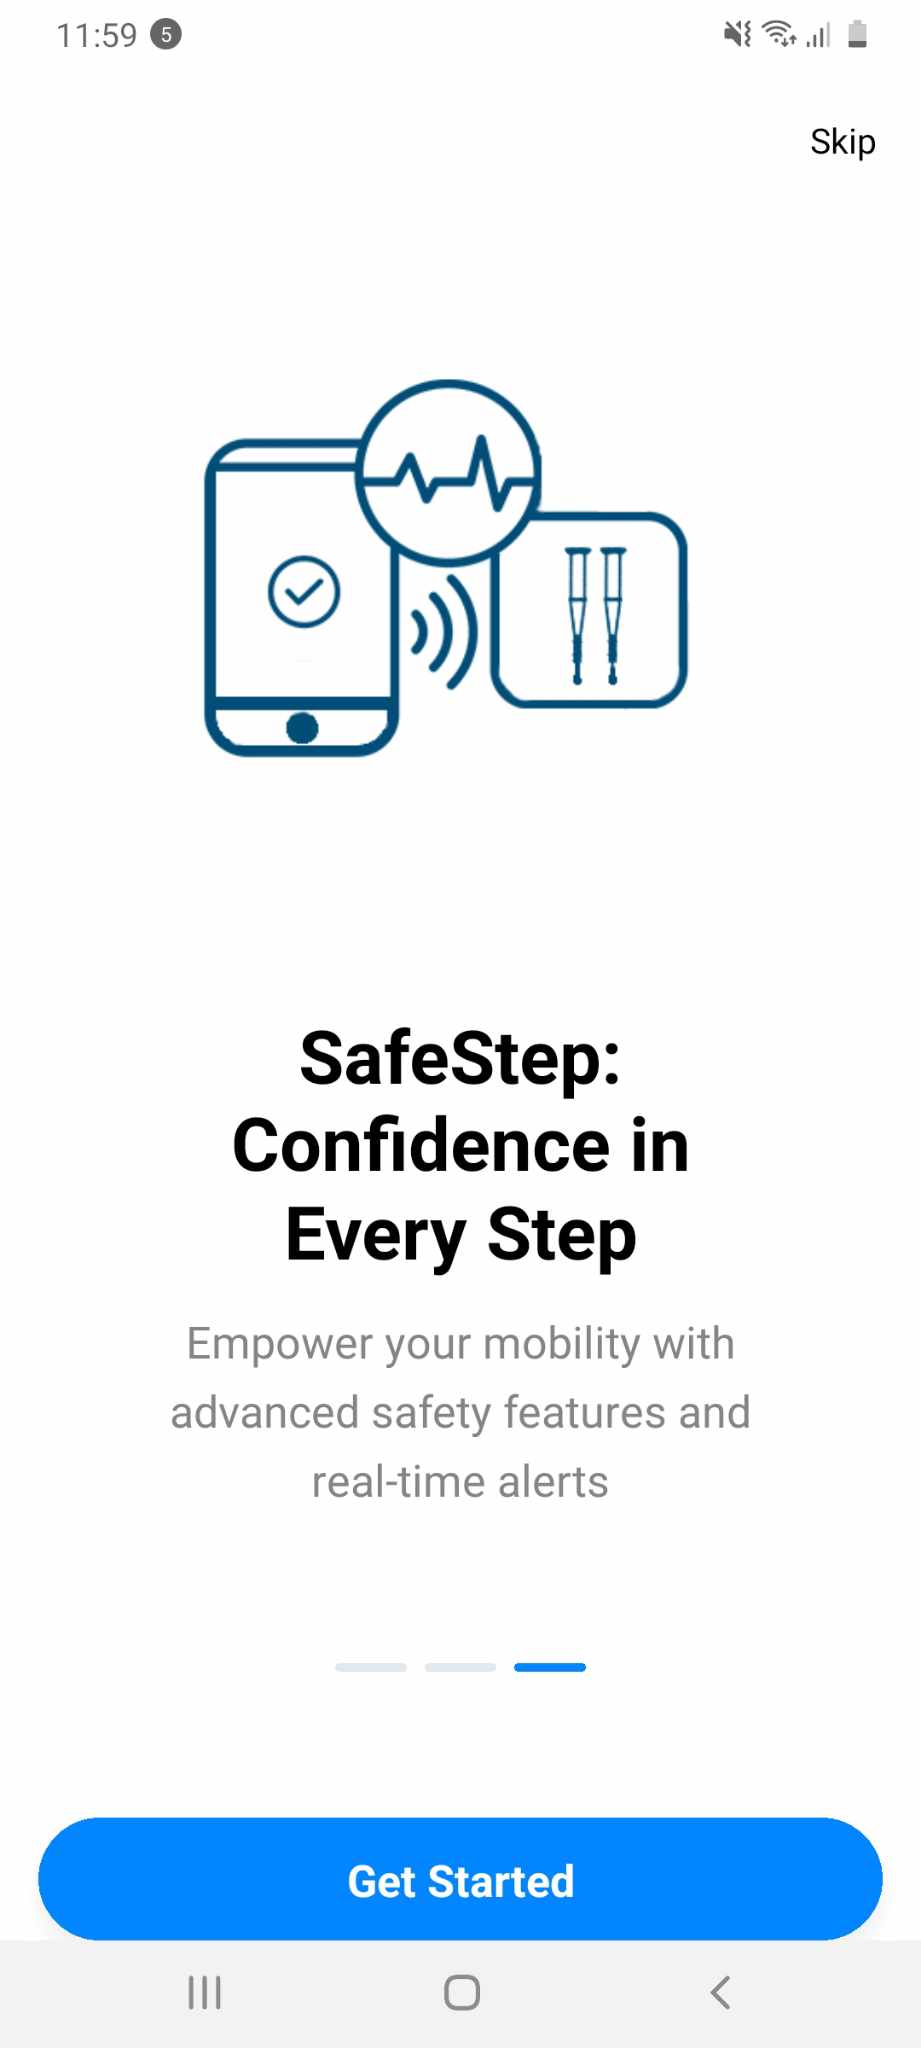 11:59 5
Skip
SafeStep:
Confidence in
Every Step
Empower your mobility with
advanced safety features and
real-time alerts
Get Started